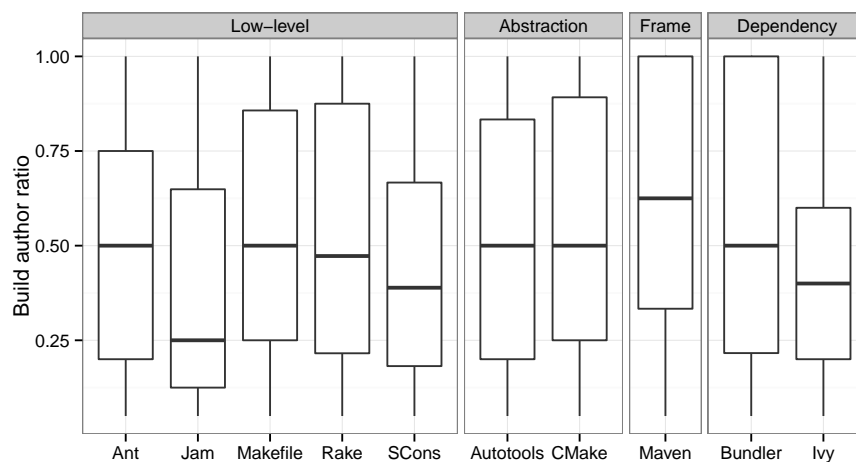 Low−level Abstraction Frame Dependency
Build author ratio
1.00
0.75
0.50
0.25
Ant Jam Makefile Rake SCons Autotools CMake Maven Bundler Ivy